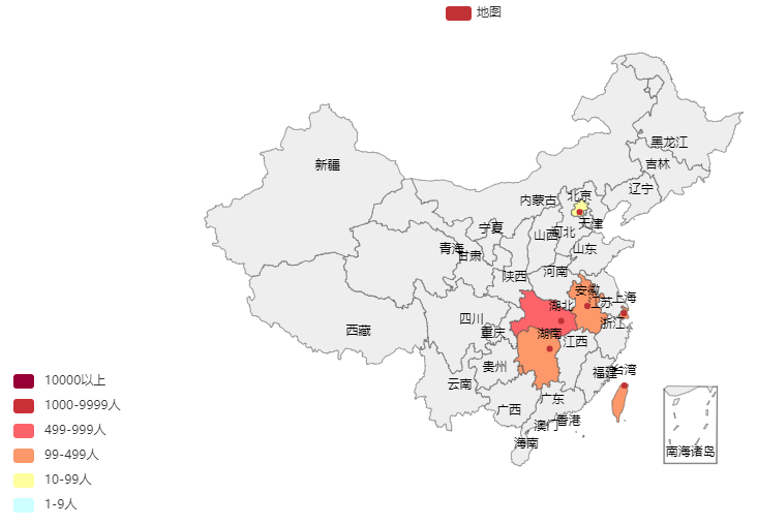 地图
黑龙江
新疆
吉林
辽宁
内蒙古
北京
宁夏
天津
山西
河北
青海
甘肃
山东
陕西
河南
安徽
上海
湖北
江苏
四川
浙江
西藏
重庆
湖南
江西
贵州
福建
台湾
云南
广东
广西
香港
澳门
海南
南海诸岛
10000以上
1000-9999人
499-999人
99-499人
10-99人
1-9人